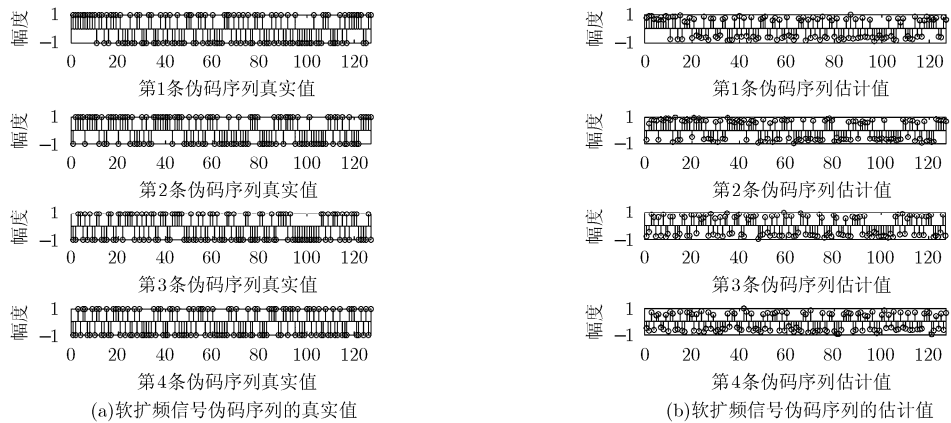 幅度
1
−1
0 20 40 60 80 100 120
第1条伪码序列真实值
幅度
1
−1
0 20 40 60 80 100 120
第2条伪码序列真实值
幅度
1
−1
0 20 40 60 80 100 120
第3条伪码序列真实值
幅度
1
−1
0 20 40 60 80 100 120
第4条伪码序列真实值
(a)软扩频信号伪码序列的真实值
幅度
1
−1
0 20 40 60 80 100 120
第1条伪码序列估计值
幅度
1
−1
0 20 40 60 80 100 120
第2条伪码序列估计值
幅度
1
−1
0 20 40 60 80 100 120
第3条伪码序列估计值
幅度
1
−1
0 20 40 60 80 100 120
第4条伪码序列估计值
(b)软扩频信号伪码序列的估计值